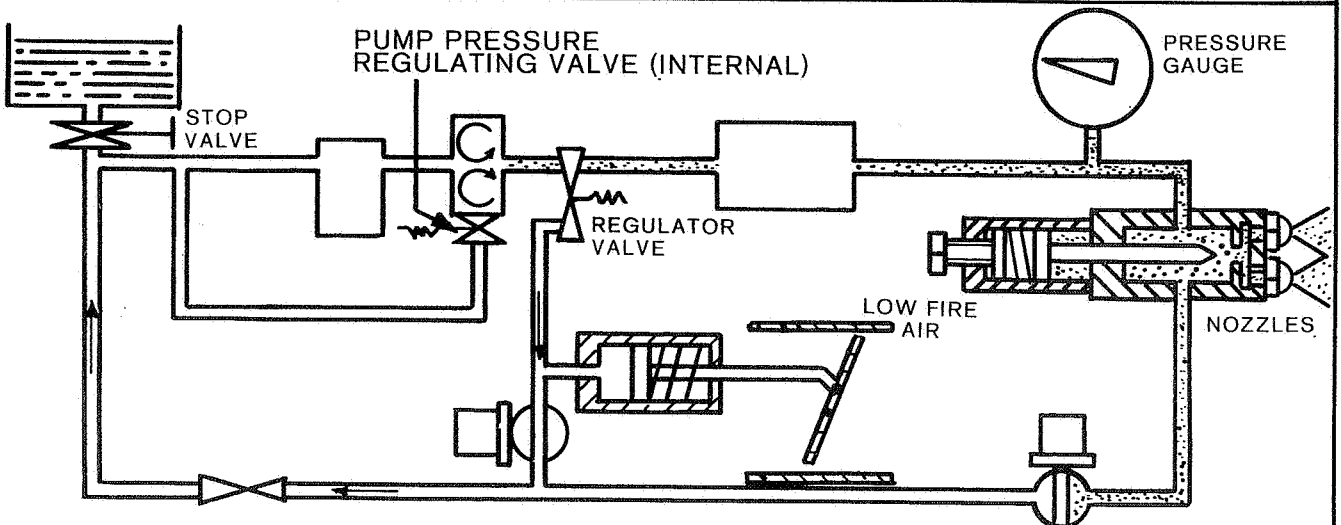 PUMP PRESSURE
REGULATING VALVE (INTERNAL)
PRESSURE
GAUGE
STOP
VALVE
REGULATOR
VALVE
LOW FIRE
AIR
NOZZLES